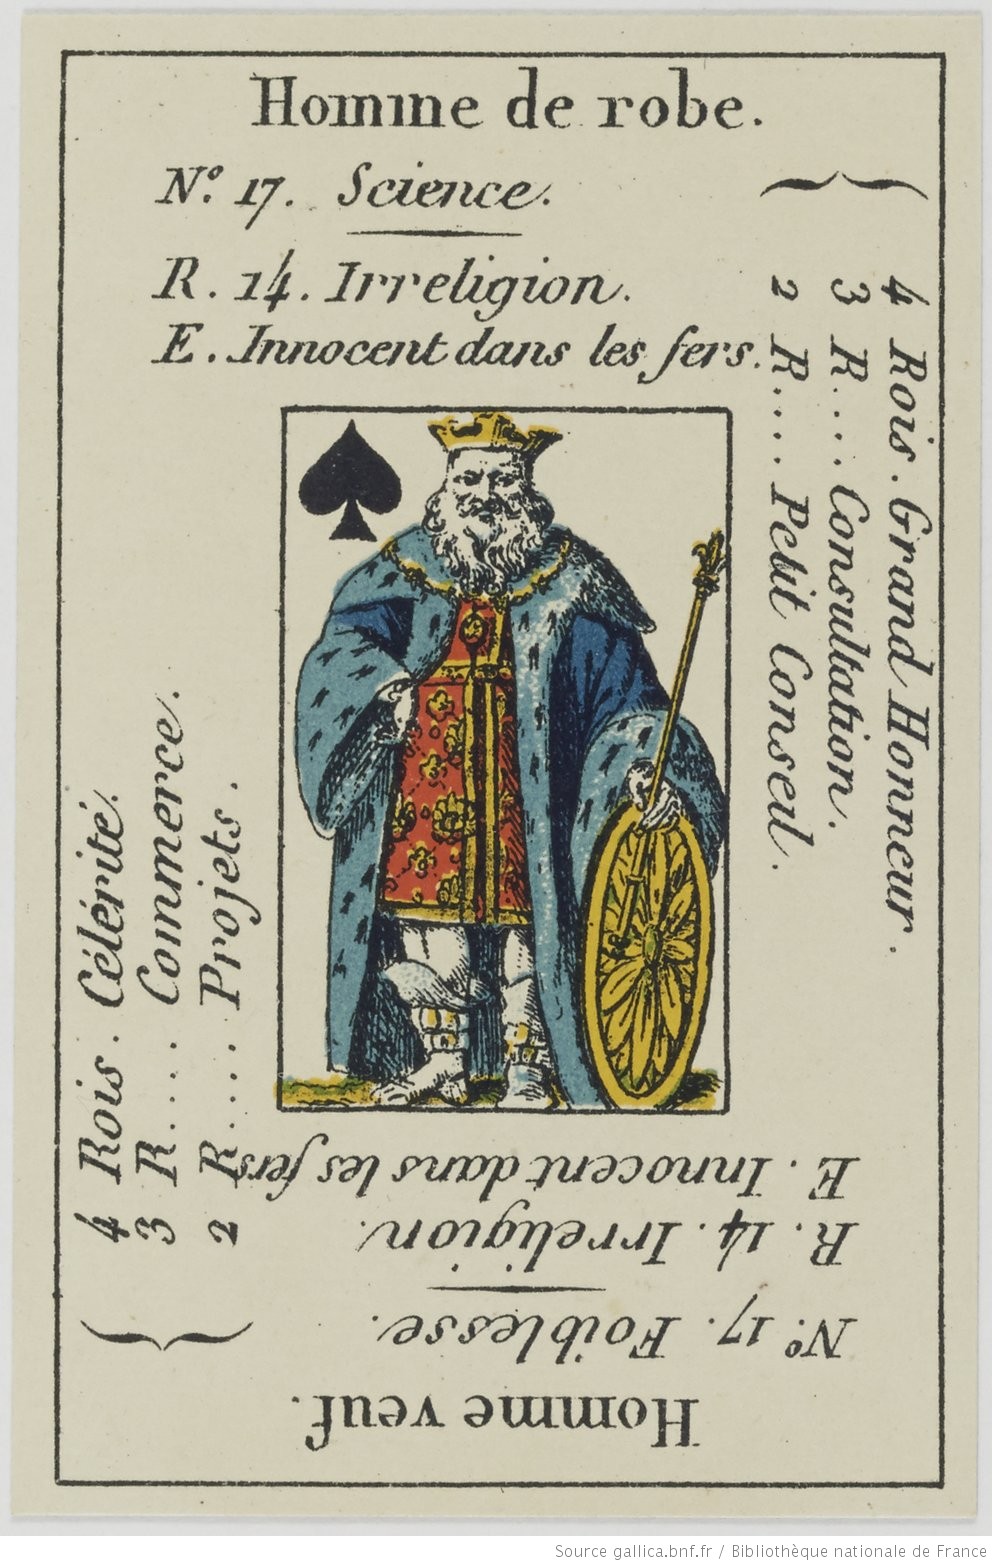 Homme de robe.
N.º 17. Science.
R. 14. Irreligion.
E. Innocent dans les fers.
4 Rois. Grand Honneur.
3 R.... Consultation.
2 R.... Petit Conseil.
4 Rois. Célérité.
3 R.... Commerce.
2 R.... Projets.
Homme veuf.
N.º 17. Foiblesse.
R. 14. Irreligion.
E. Innocent dans les fers
Source gallica.bnf.fr / Bibliothèque nationale de France